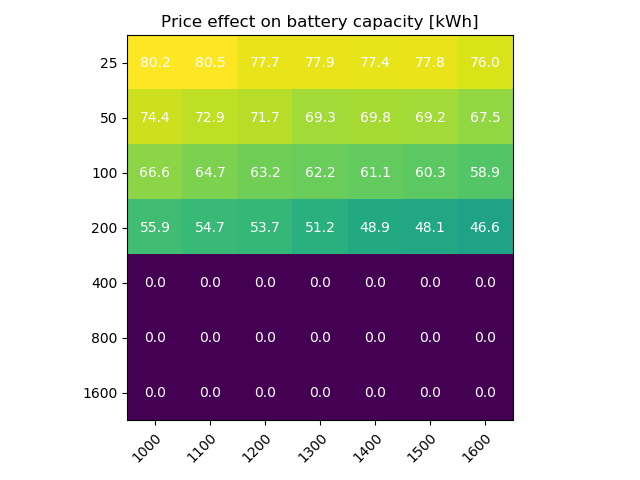 Price effect on battery capacity [kWh]
25 80.2 80.5 77.7 77.9 77.4 77.8 76.0
50 74.4 72.9 71.7 69.3 69.8 69.2 67.5
100 66.6 64.7 63.2 62.2 61.1 60.3 58.9
200 55.9 54.7 53.7 51.2 48.9 48.1 46.6
400 0.0 0.0 0.0 0.0 0.0 0.0 0.0
800 0.0 0.0 0.0 0.0 0.0 0.0 0.0
1600 0.0 0.0 0.0 0.0 0.0 0.0 0.0
1000 1100 1200 1300 1400 1500 1600